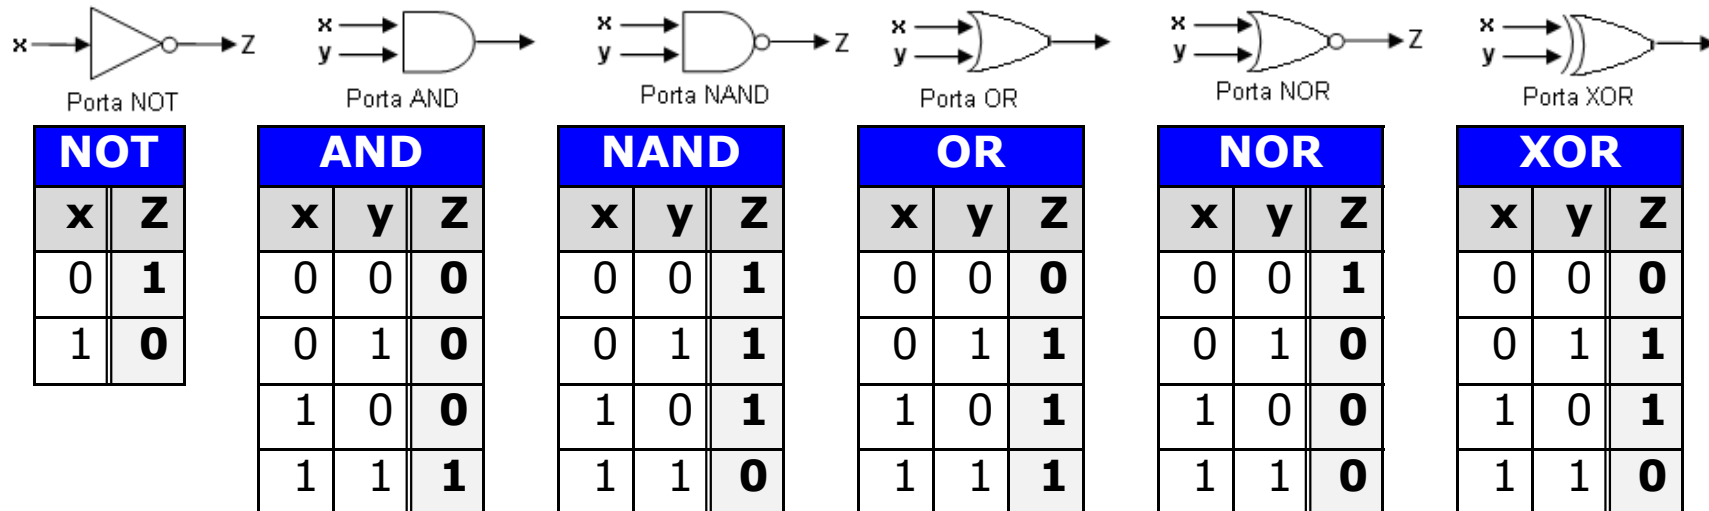 x Z
x
y
x
y Z
x
y
x
y Z
x
y
Porta NOT Porta AND Porta NAND Porta OR Porta NOR Porta XOR
NOT AND NAND OR NOR XOR
x Z x y Z x y Z x y Z x y Z x y Z
0 1 0 0 0 0 0 1 0 0 0 0 0 1 0 0 0
1 0 0 1 0 0 1 1 0 1 1 0 1 0 0 1 1
1 0 0 1 0 1 1 0 1 1 0 0 1 0 1
1 1 1 1 1 0 1 1 1 1 1 0 1 1 0